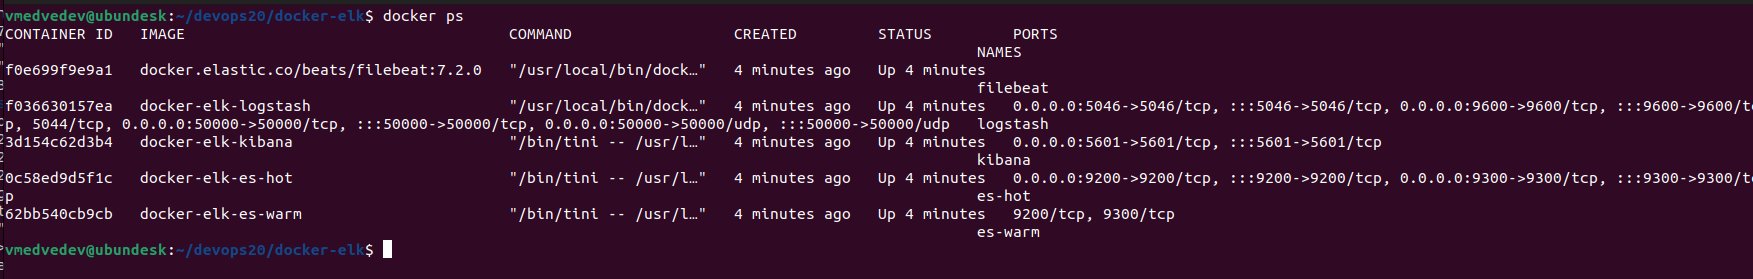 vmedvedev@ubundesk:~/devops20/docker-elk$ docker ps
CONTAINER ID   IMAGE                                    COMMAND                  CREATED         STATUS         PORTS
NAMES
f0e699f9e9a1   docker.elastic.co/beats/filebeat:7.2.0   "/usr/local/bin/dock…"   4 minutes ago   Up 4 minutes
filebeat
f036630157ea   docker-elk-logstash                      "/usr/local/bin/dock…"   4 minutes ago   Up 4 minutes   0.0.0.0:5046->5046/tcp, :::5046->5046/tcp, 0.0.0.0:9600->9600/tcp, :::9600->9600/tc
p, 5044/tcp, 0.0.0.0:50000->50000/tcp, :::50000->50000/tcp, 0.0.0.0:50000->50000/udp, :::50000->50000/udp   logstash
3d154c62d3b4   docker-elk-kibana                        "/bin/tini -- /usr/l…"   4 minutes ago   Up 4 minutes   0.0.0.0:5601->5601/tcp, :::5601->5601/tcp
kibana
0c58ed9d5f1c   docker-elk-es-hot                        "/bin/tini -- /usr/l…"   4 minutes ago   Up 4 minutes   0.0.0.0:9200->9200/tcp, :::9200->9200/tcp, 0.0.0.0:9300->9300/tcp, :::9300->9300/tc
p   es-hot
62bb540cb9cb   docker-elk-es-warm                       "/bin/tini -- /usr/l…"   4 minutes ago   Up 4 minutes   9200/tcp, 9300/tcp
es-warm
vmedvedev@ubundesk:~/devops20/docker-elk$